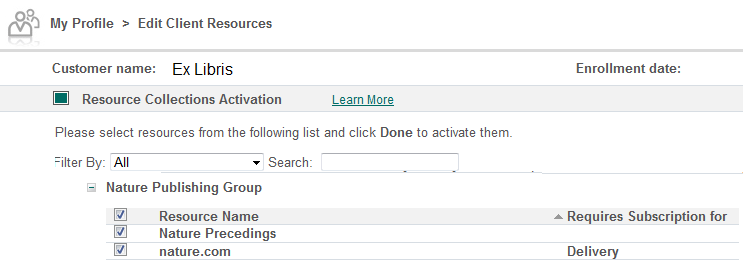 My Profile > Edit Client Resources
Customer name: Ex Libris Enrollment date:
Resource Collections Activation Learn More
Please select resources from the following list and click Done to activate them.
Filter By: All Search:
Nature Publishing Group
Resource Name Requires Subscription for
Nature Precedings
nature.com Delivery